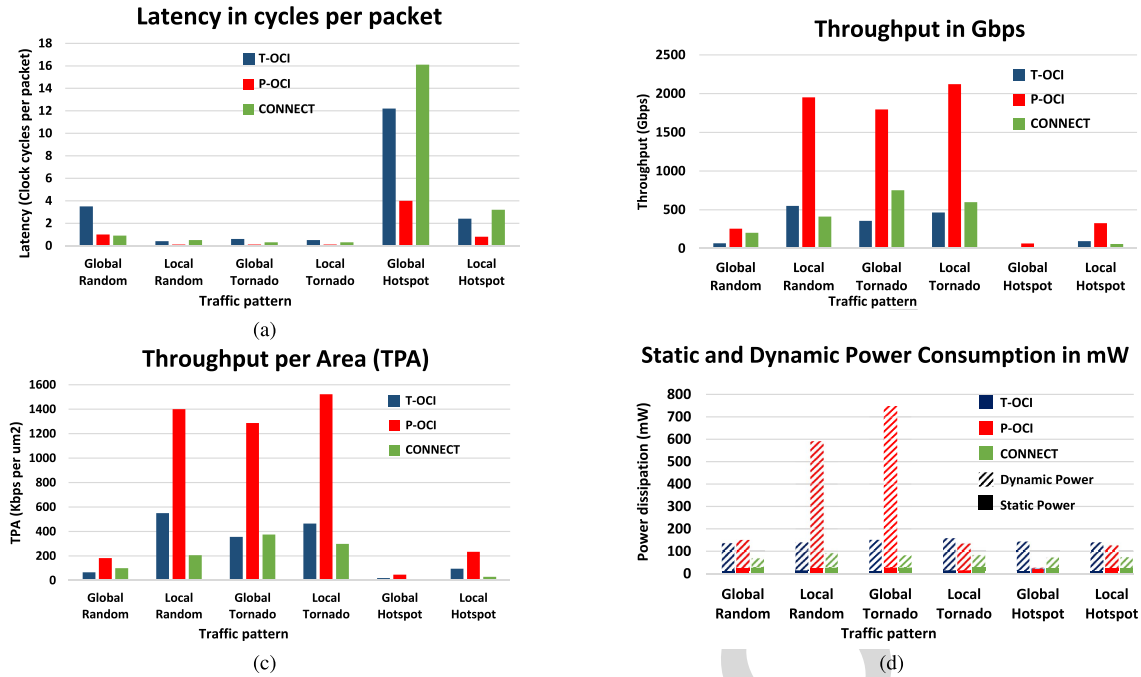 Latency in cycles per packet
Latency (Clock cycles per packet)
18
16
14
12
10
8
6
4
2
0
T-OCI
P-OCI
CONNECT
Global Random
Local Random
Global Tornado
Local Tornado
Global Hotspot
Local Hotspot
Traffic pattern
(a)
Throughput in Gbps
Throughput (Gbps)
2500
2000
1500
1000
500
0
T-OCI
P-OCI
CONNECT
Global Random
Local Random
Global Tornado
Local Tornado
Global Hotspot
Local Hotspot
Traffic pattern
Throughput per Area (TPA)
TPA (Kbps per um2)
1600
1400
1200
1000
800
600
400
200
0
T-OCI
P-OCI
CONNECT
Global Random
Local Random
Global Tornado
Local Tornado
Global Hotspot
Local Hotspot
Traffic pattern
(c)
Static and Dynamic Power Consumption in mW
Power dissipation (mW)
800
700
600
500
400
300
200
100
0
T-OCI
P-OCI
CONNECT
Dynamic Power
Static Power
Global Random
Local Random
Global Tornado
Local Tornado
Global Hotspot
Local Hotspot
Traffic pattern
(d)